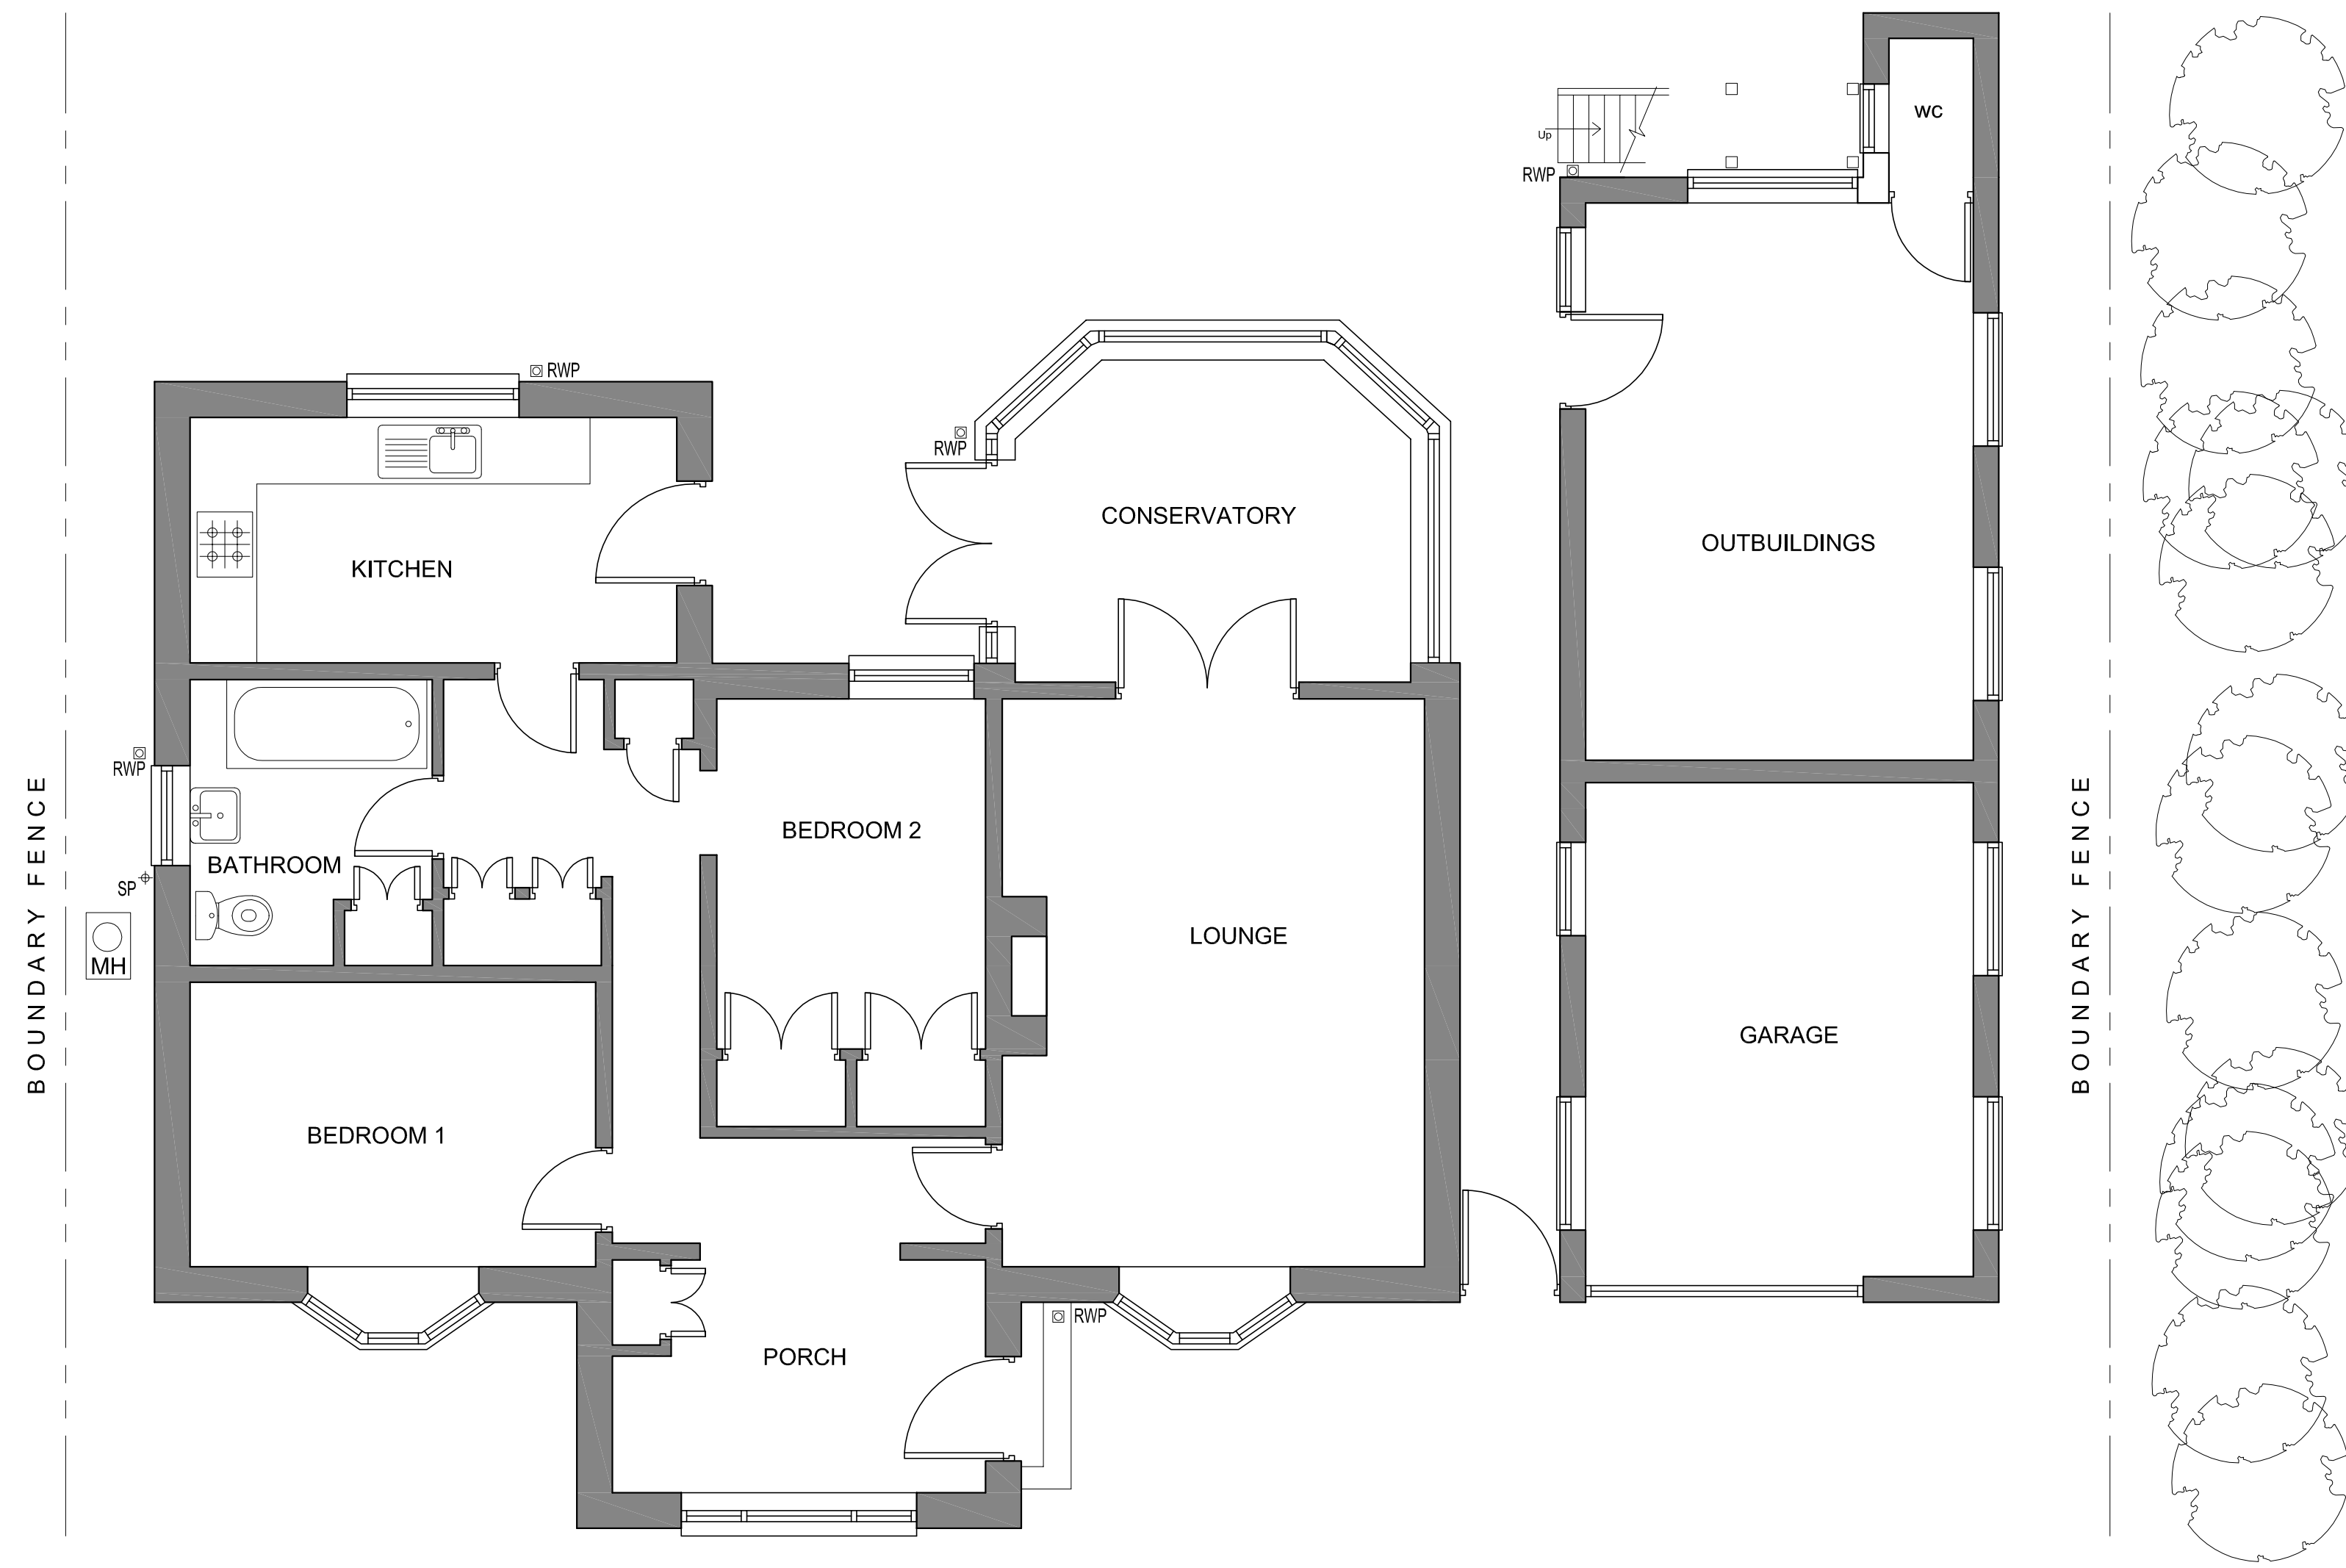 WC
Up
RWP
RWP
RWP
CONSERVATORY
OUTBUILDINGS
KITCHEN
RWP
BEDROOM 2
BATHROOM
SP
MH
LOUNGE
BOUNDARY FENCE
BOUNDARY FENCE
GARAGE
BEDROOM 1
RWP
PORCH